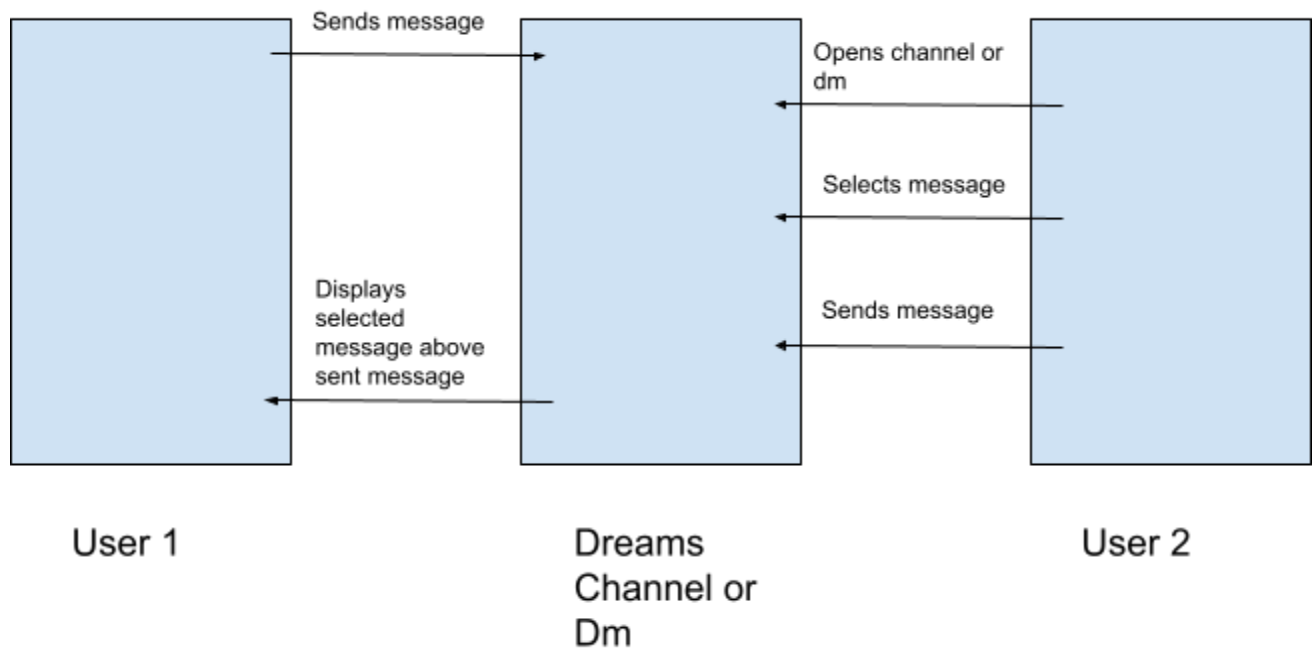 Sends message
Opens channel or
dm
Selects message
Displays
selected
message above
sent message
Sends message
User 1
Dreams
Channel or
Dm
User 2